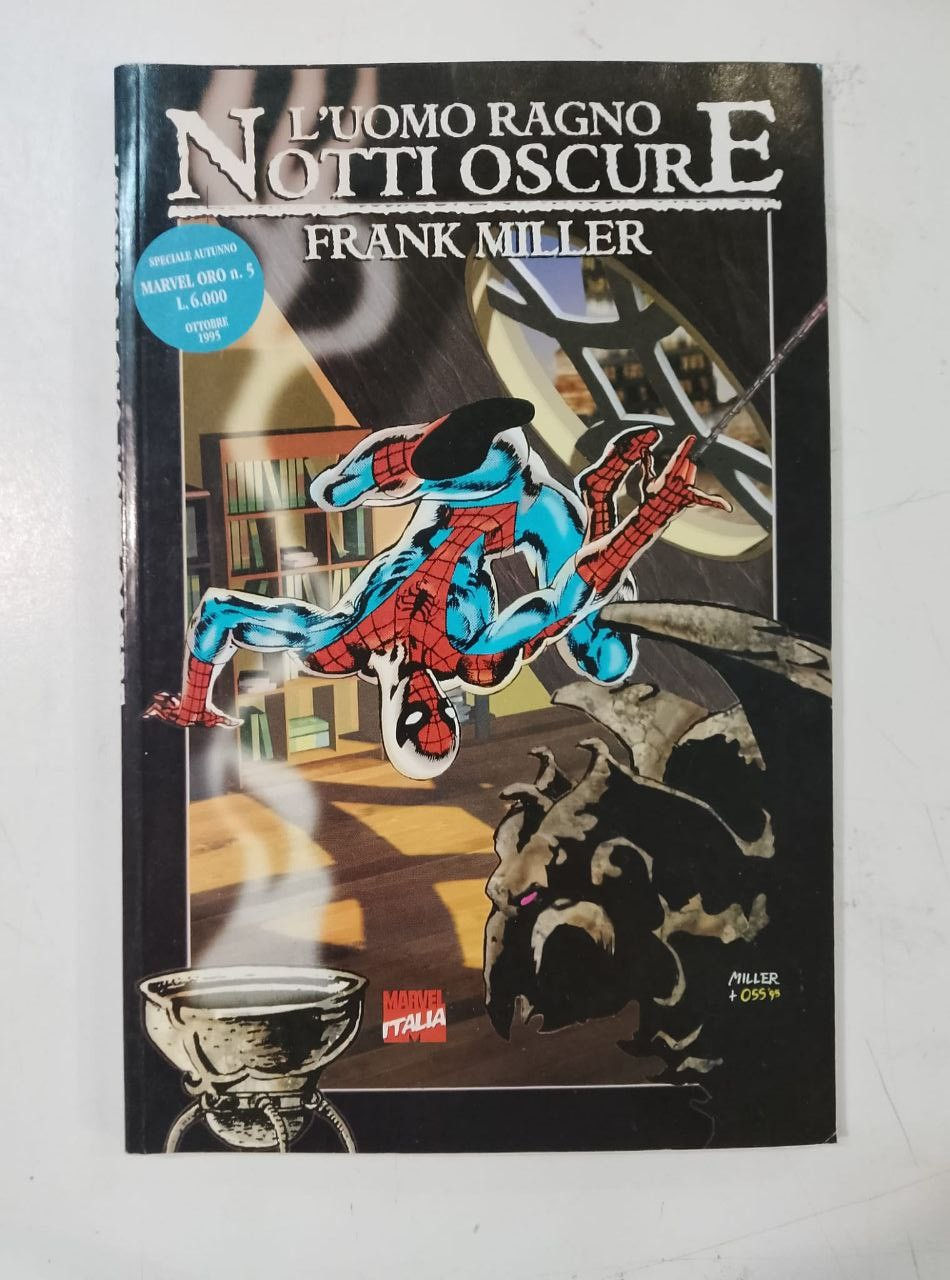 L'UOMO RAGNO
NOTTI OSCURE
FRANK MILLER
SPECIALE AUTUNNO
MARVEL ORO n. 5
L. 6.000
OTTOBRE
1995
MARVEL
ITALIA
MILLER
+ OSS '95